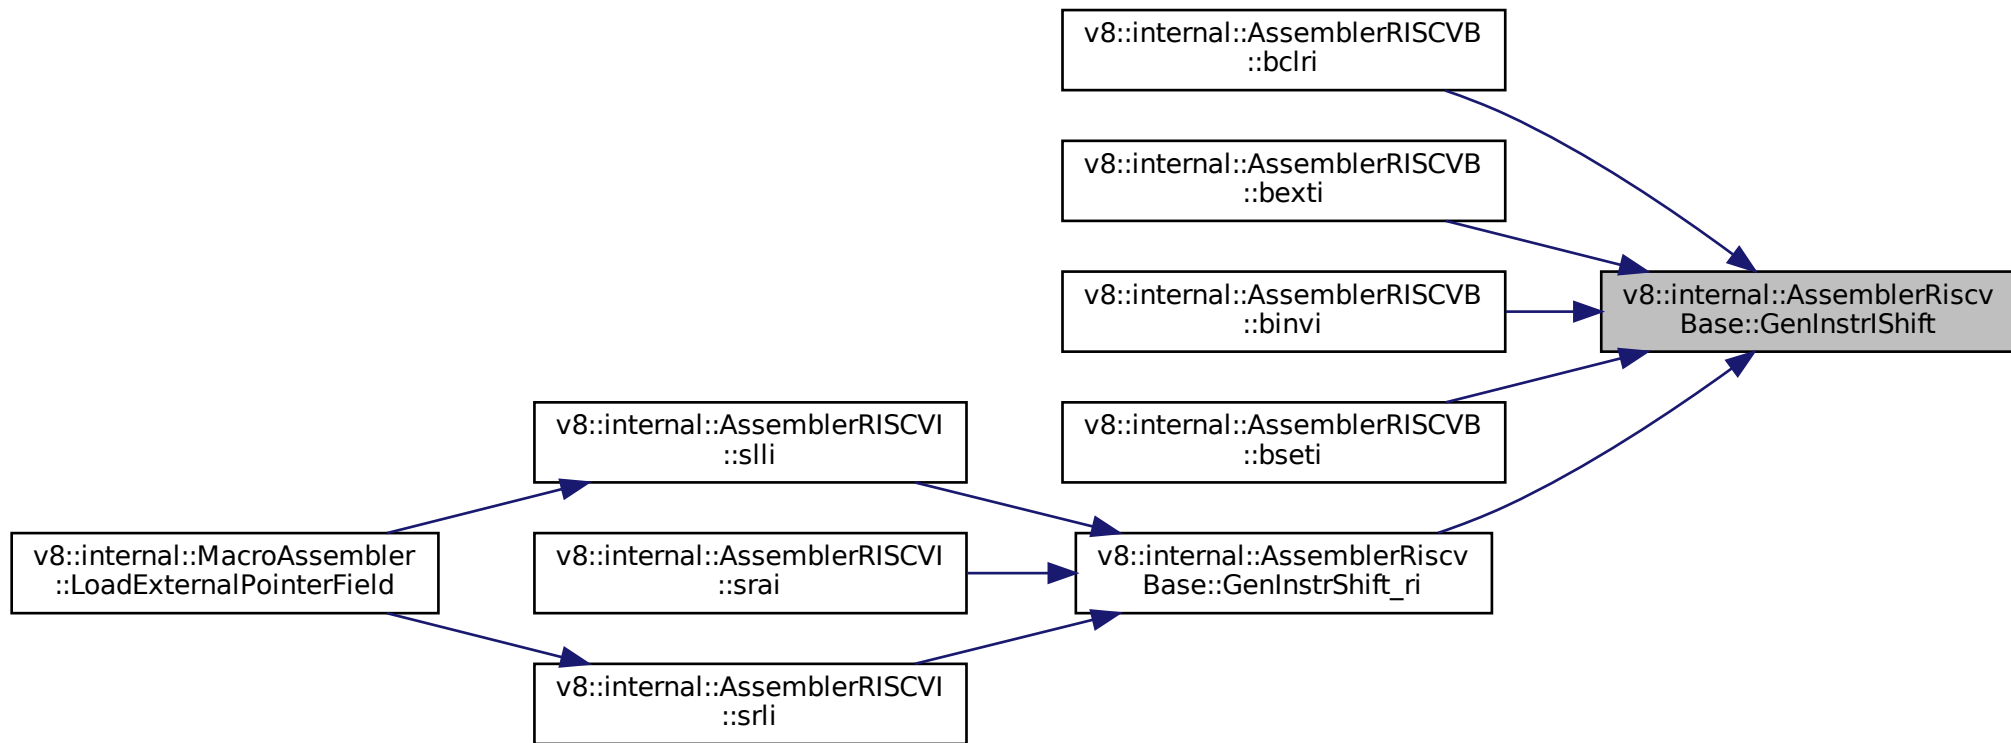 v8::internal::AssemblerRISCVB
::bclri
v8::internal::AssemblerRISCVB
::bexti
v8::internal::AssemblerRISCVB
::binvi
v8::internal::AssemblerRiscv
Base::GenInstrIShift
v8::internal::AssemblerRISCVB
::bseti
v8::internal::AssemblerRISCVI
::slli
v8::internal::MacroAssembler
::LoadExternalPointerField
v8::internal::AssemblerRISCVI
::srai
v8::internal::AssemblerRiscv
Base::GenInstrShift_ri
v8::internal::AssemblerRISCVI
::srli